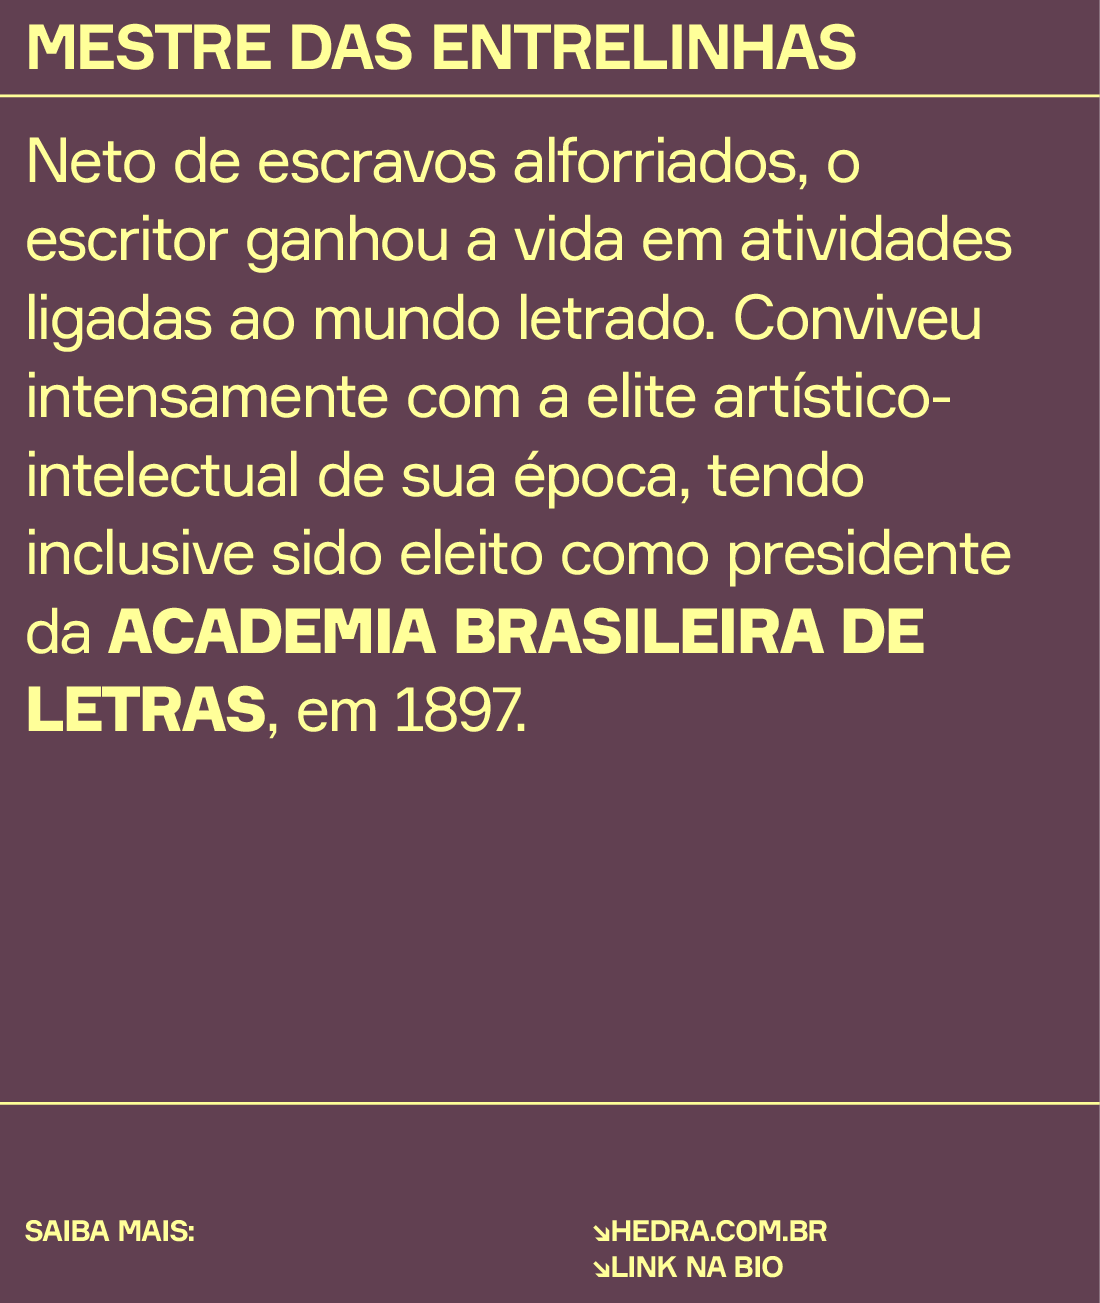 MESTRE DAS ENTRELINHAS
Neto de escravos alforriados, o
escritor ganhou a vida em atividades
ligadas ao mundo letrado. Conviveu
intensamente com a elite artístico-
intelectual de sua época, tendo
inclusive sido eleito como presidente
da ACADEMIA BRASILEIRA DE
LETRAS, em 1897.
SAIBA MAIS:
↘HEDRA.COM.BR
↘LINK NA BIO